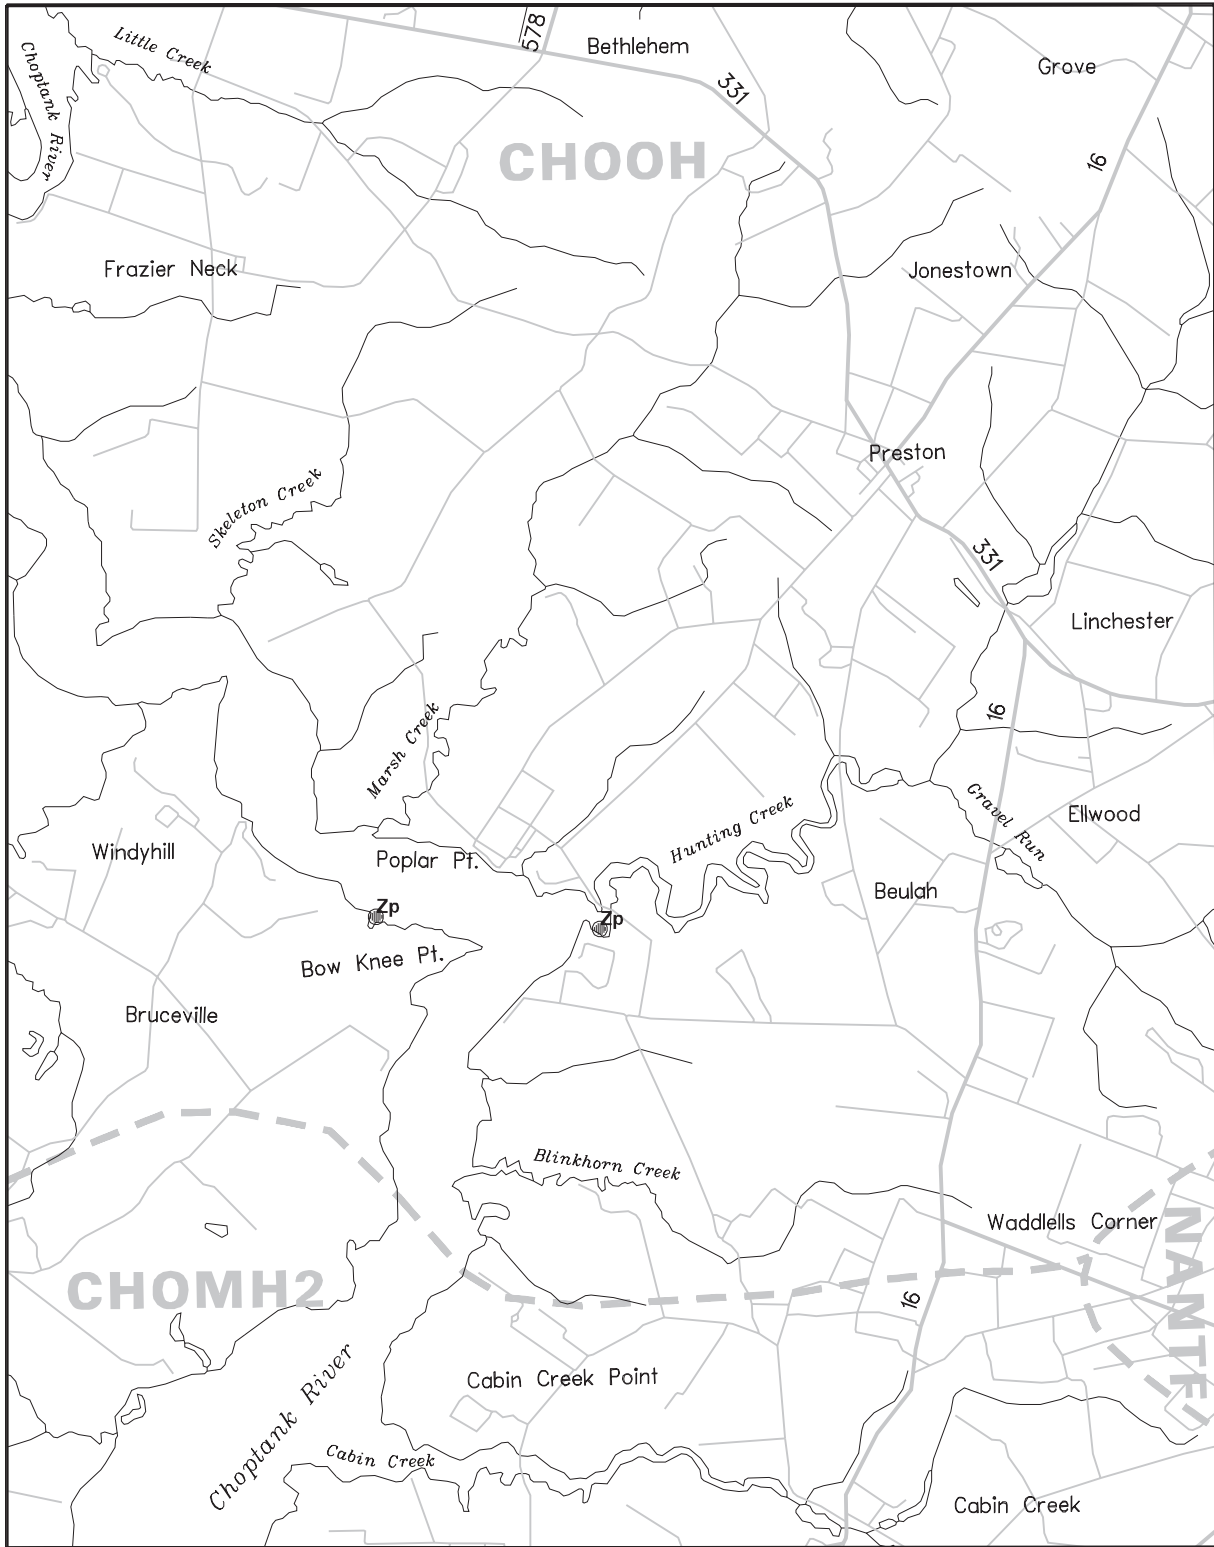 Little Creek
578
Bethlehem
Grove
Choptank River
331
CHOOH
16
Frazier Neck
Jonestown
Preston
Skeleton Creek
331
Linchester
Marsh Creek
16
Gravel Run
Hunting Creek
Ellwood
Windyhill
Poplar Pt.
Beulah
Zp
Zp
Bow Knee Pt.
Bruceville
Blinkhorn Creek
Waddlells Corner
NAMTF
CHOMH2
16
Choptank River
Cabin Creek Point
Cabin Creek
Cabin Creek